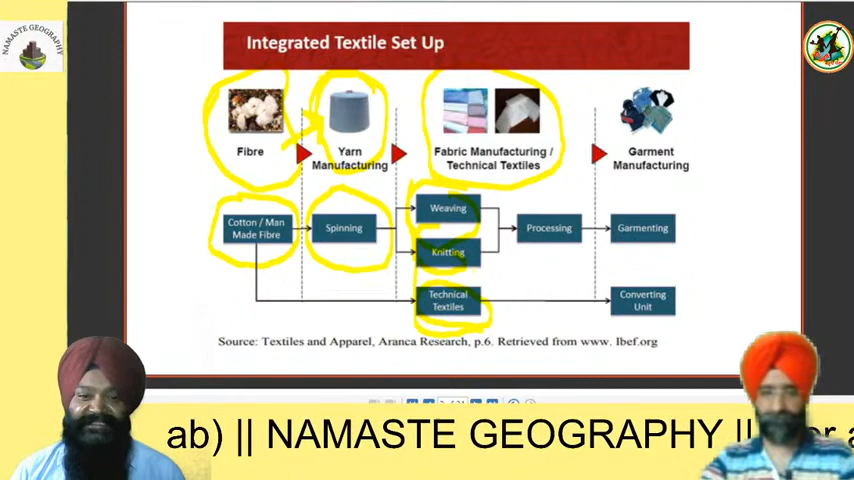 NAMASTE GEOGRAPHY
Integrated Textile Set Up
Fibre
Yarn
Manufacturing
Fabric Manufacturing /
Technical Textiles
Garment
Manufacturing
Cotton / Man
Made Fibre
Spinning
Weaving
Knitting
Technical
Textiles
Processing
Garmenting
Converting
Unit
Source: Textiles and Apparel, Aranca Research, p.6. Retrieved from www. Ibef.org
ab) || NAMASTE GEOGRAPHY ||